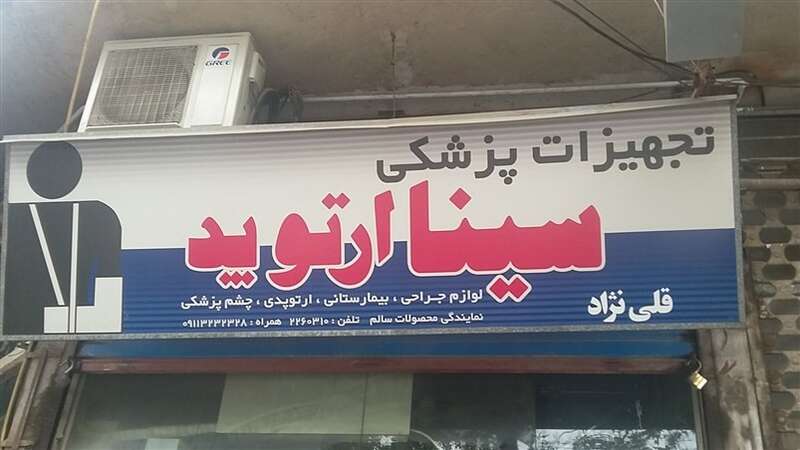 GREE
تجهیزات پزشکی
سینا ارتوپد
لوازم جراحی ، بیمارستانی ، ارتوپدی ، چشم پزشکی
نمایندگی محصولات سالم تلفن : ۲۲۶۰۳۱۰ همراه : ۰۹۱۱۳۲۳۲۳۲۸
قلی نژاد